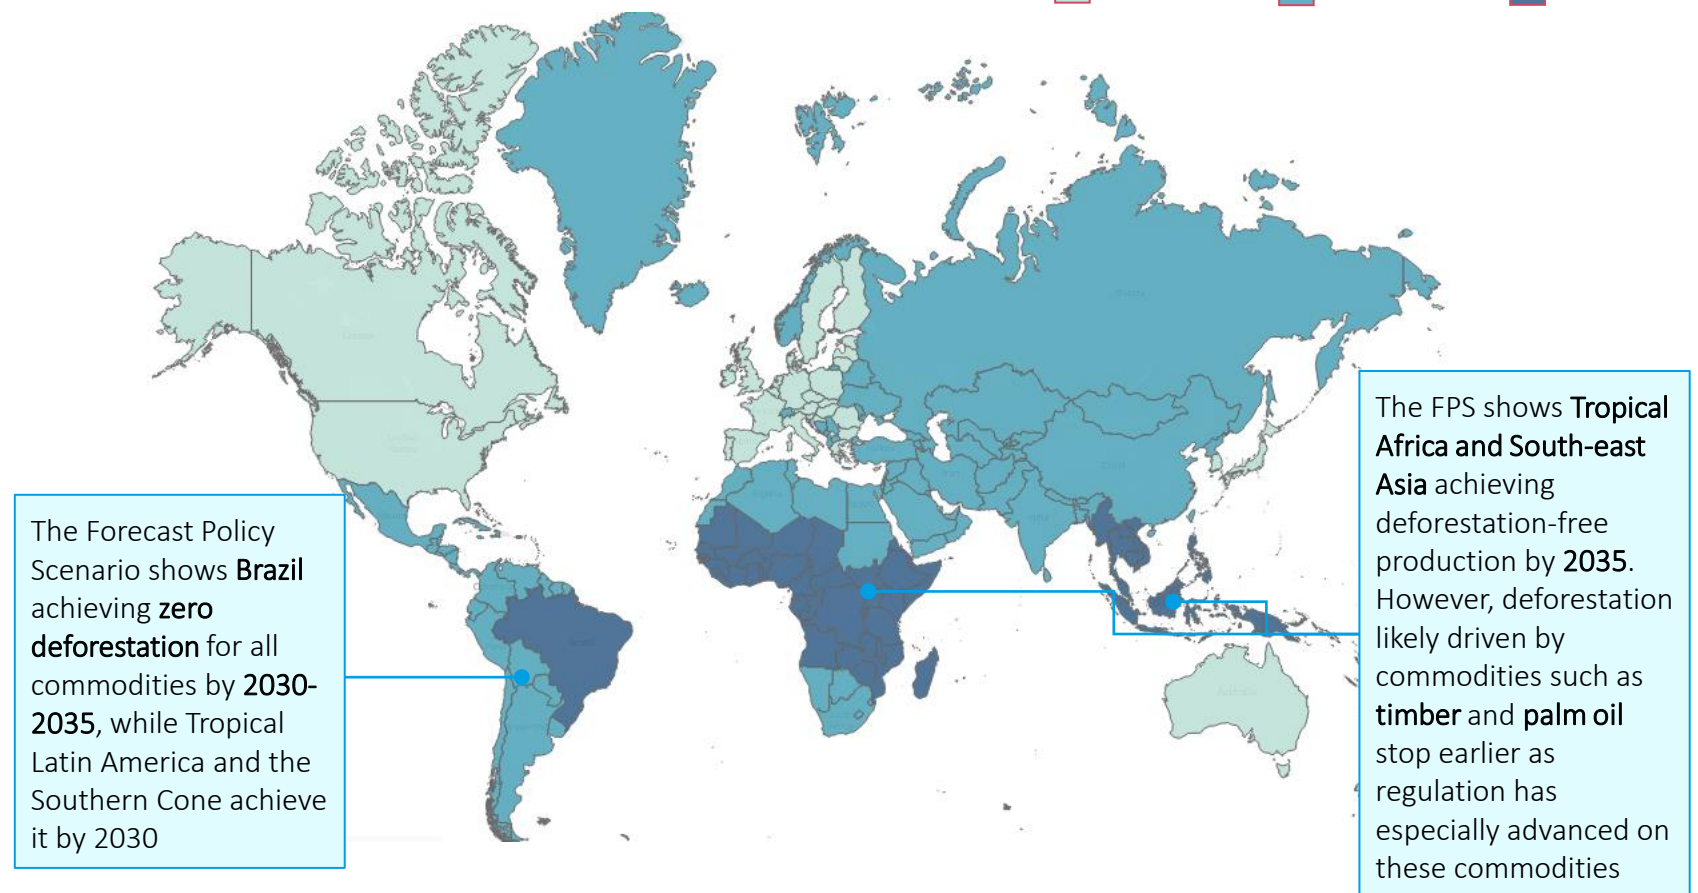 The Forecast Policy
Scenario shows Brazil
achieving zero
deforestation for all
commodities by 2030-
2035, while Tropical
Latin America and the
Southern Cone achieve
it by 2030
The FPS shows Tropical
Africa and South-east
Asia achieving
deforestation-free
production by 2035.
However, deforestation
likely driven by
commodities such as
timber and palm oil
stop earlier as
regulation has
especially advanced on
these commodities